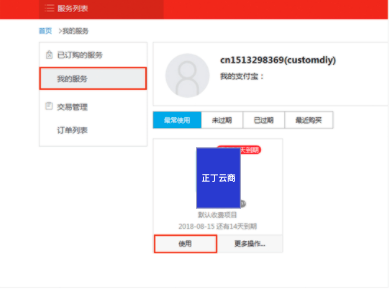 服务列表
首页 >我的服务
已订购的服务
我的服务
交易管理
订单列表
cn1513298369(customdiy)
我的支付宝：
最常使用
未过期
已过期
最近购买
天到期
正丁云商
默认收费项目
2018-08-15 还有14天到期
使用
更多操作...